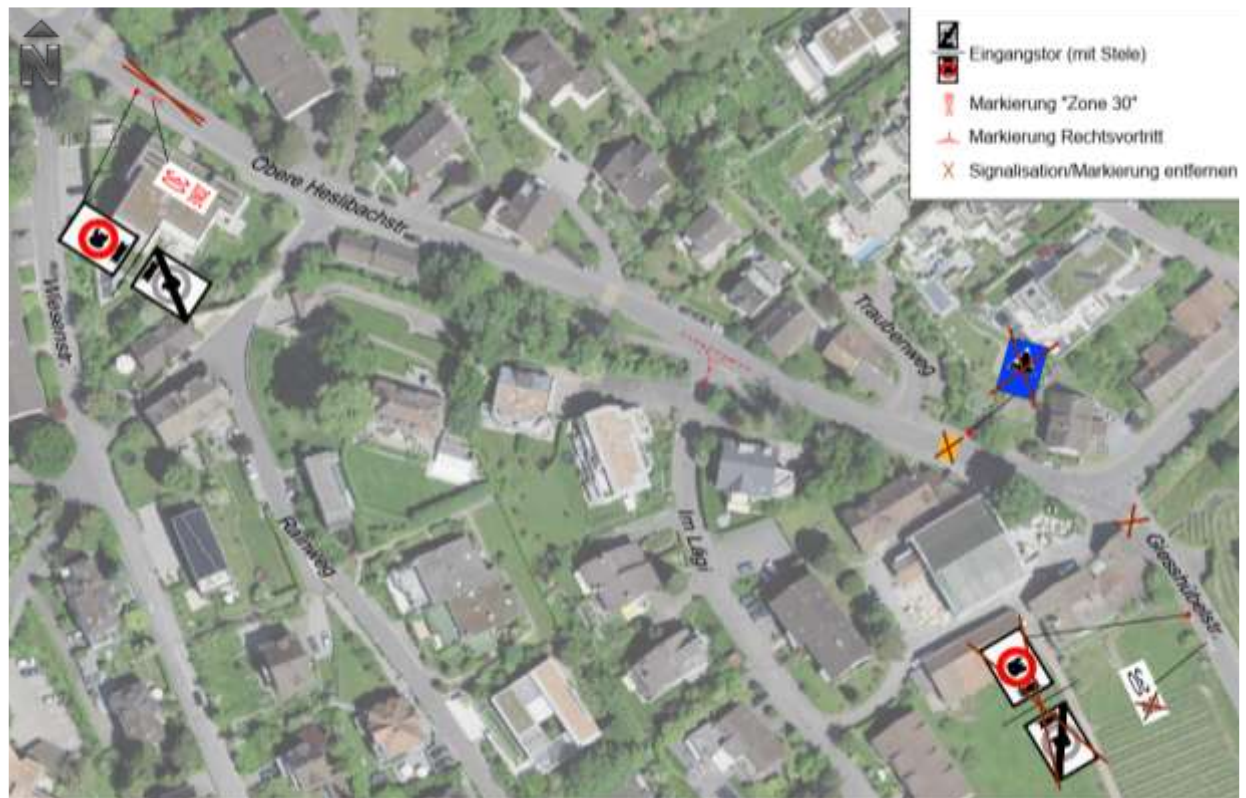 N
Eingangstor (mit Stele)
Markierung "Zone 30"
Markierung Rechtsvortritt
Signalisation/Markierung entfernen
Obere Heslibachstr.
Wiesenstr.
Traubenweg
Rainweg
Im Lägi
Giesshübelstr.